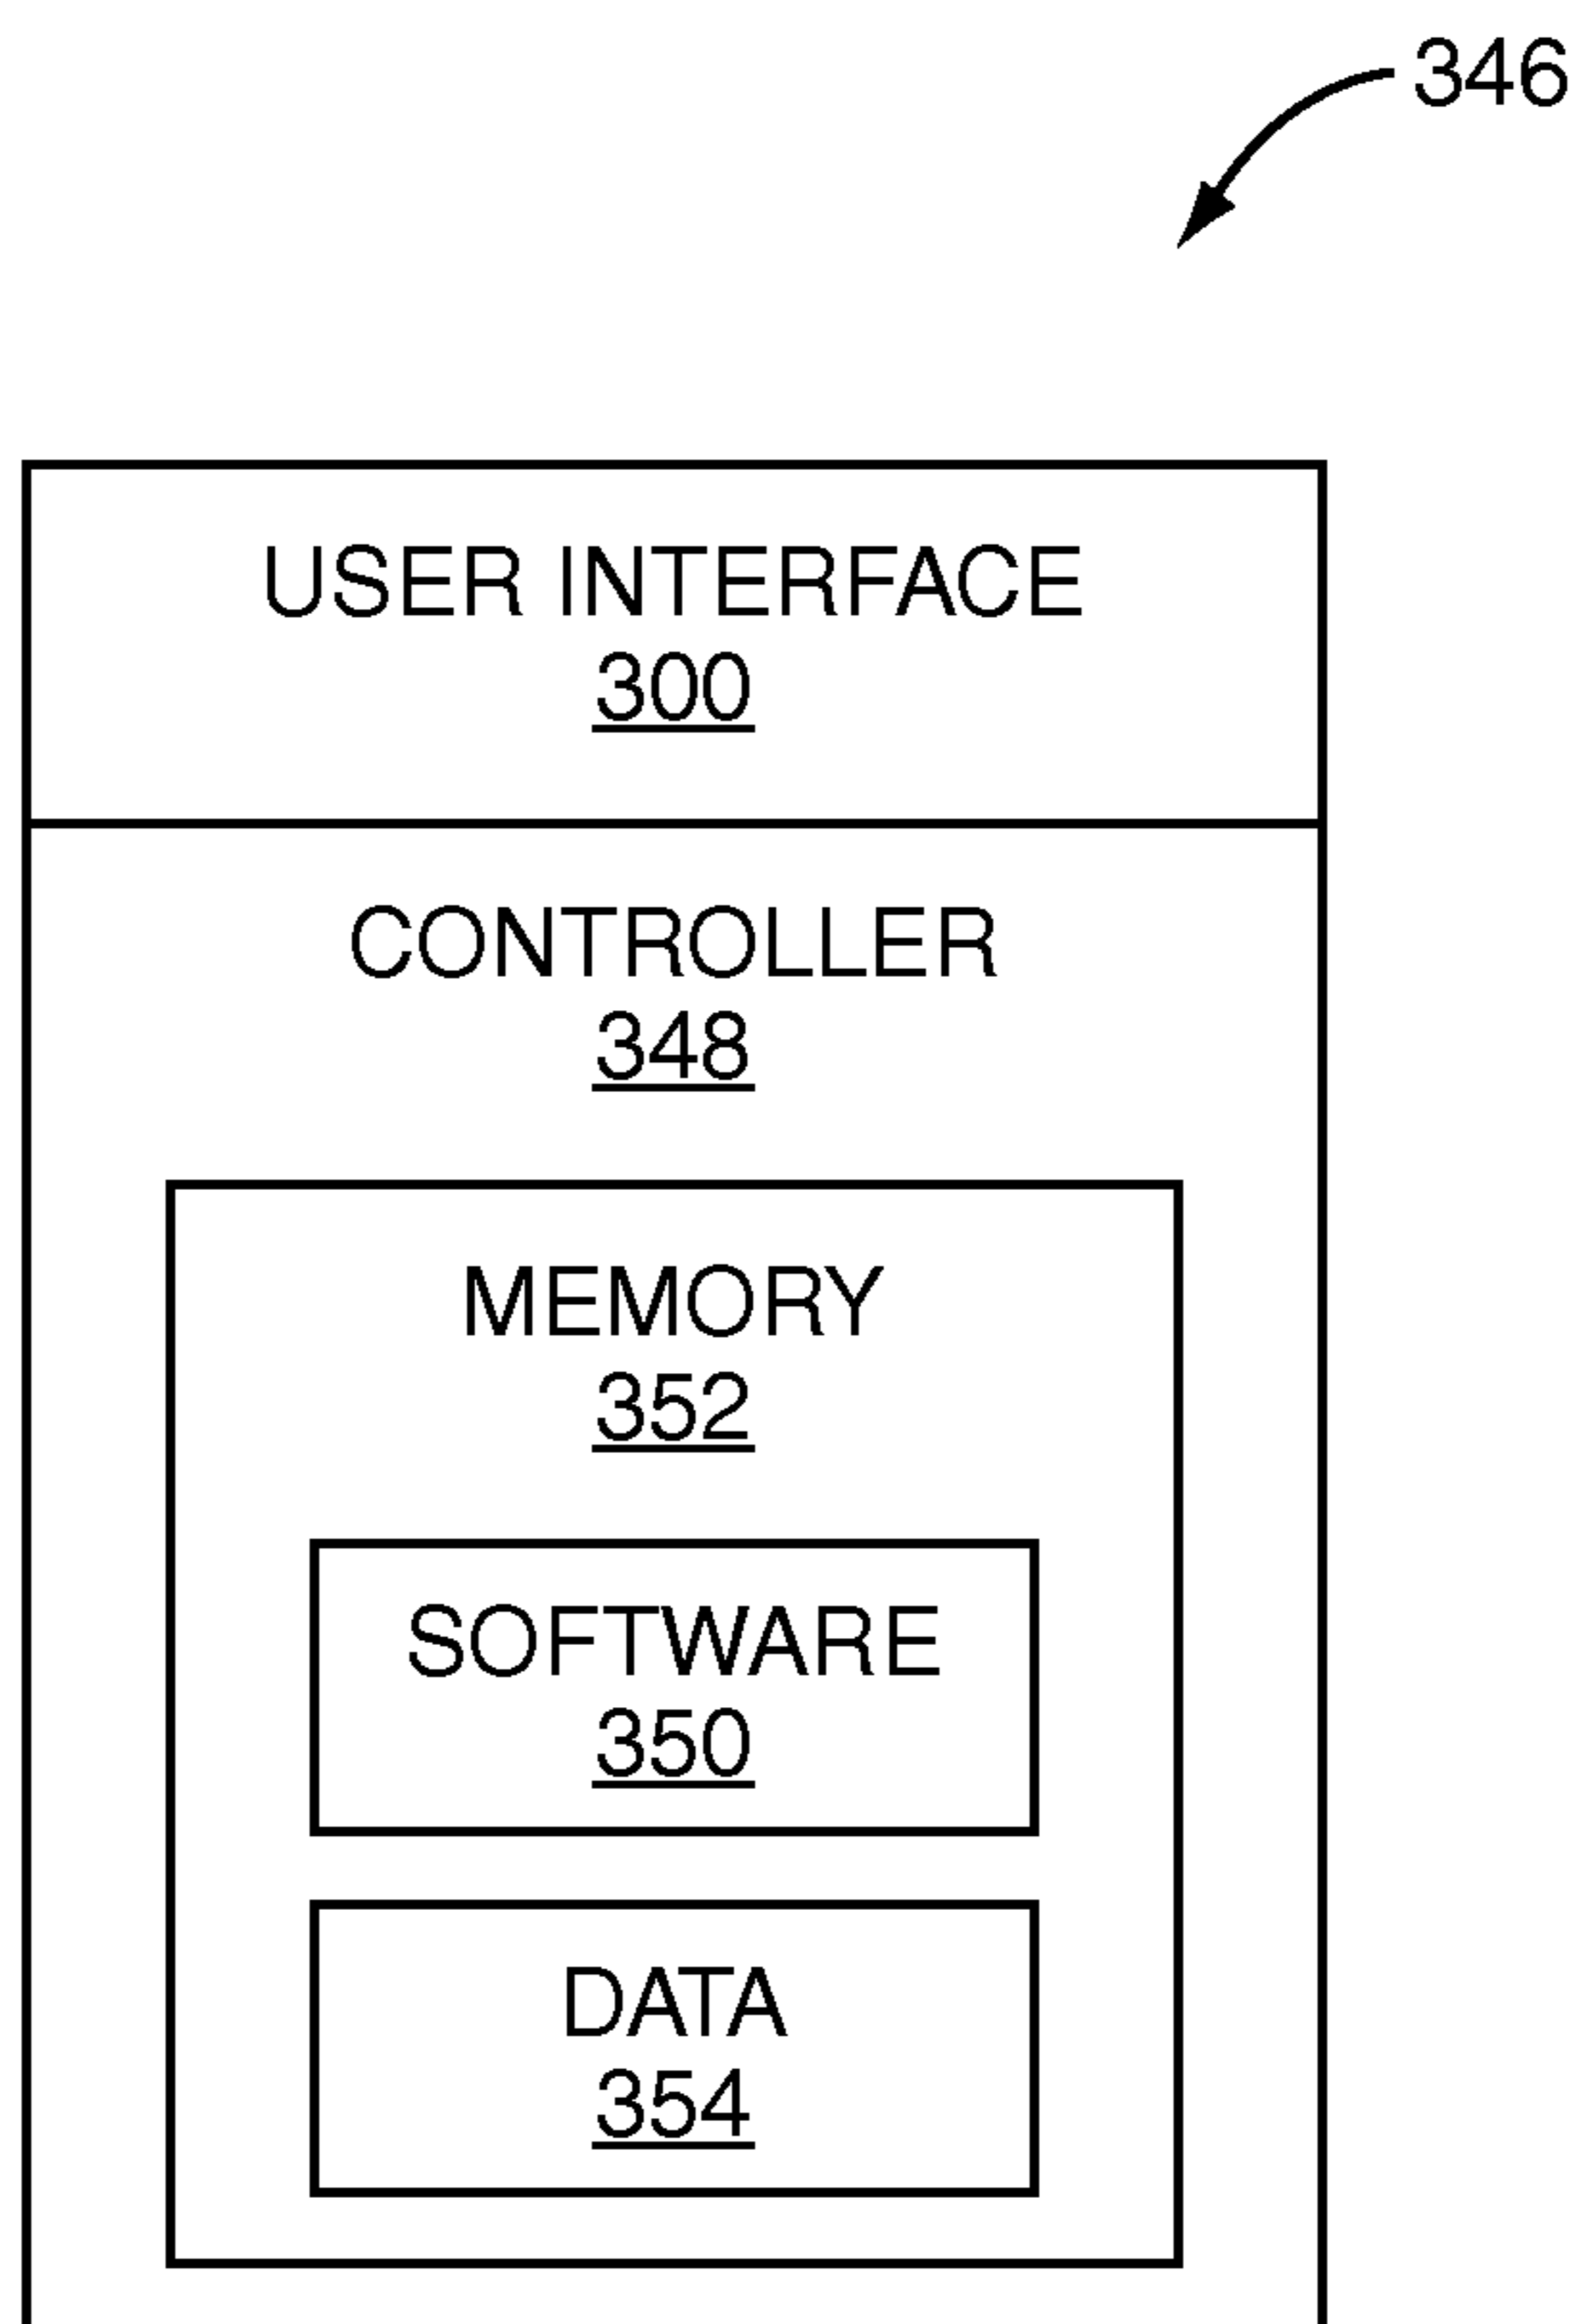 346
USER INTERFACE
300
CONTROLLER
348
MEMORY
352
SOFTWARE
350
DATA
354